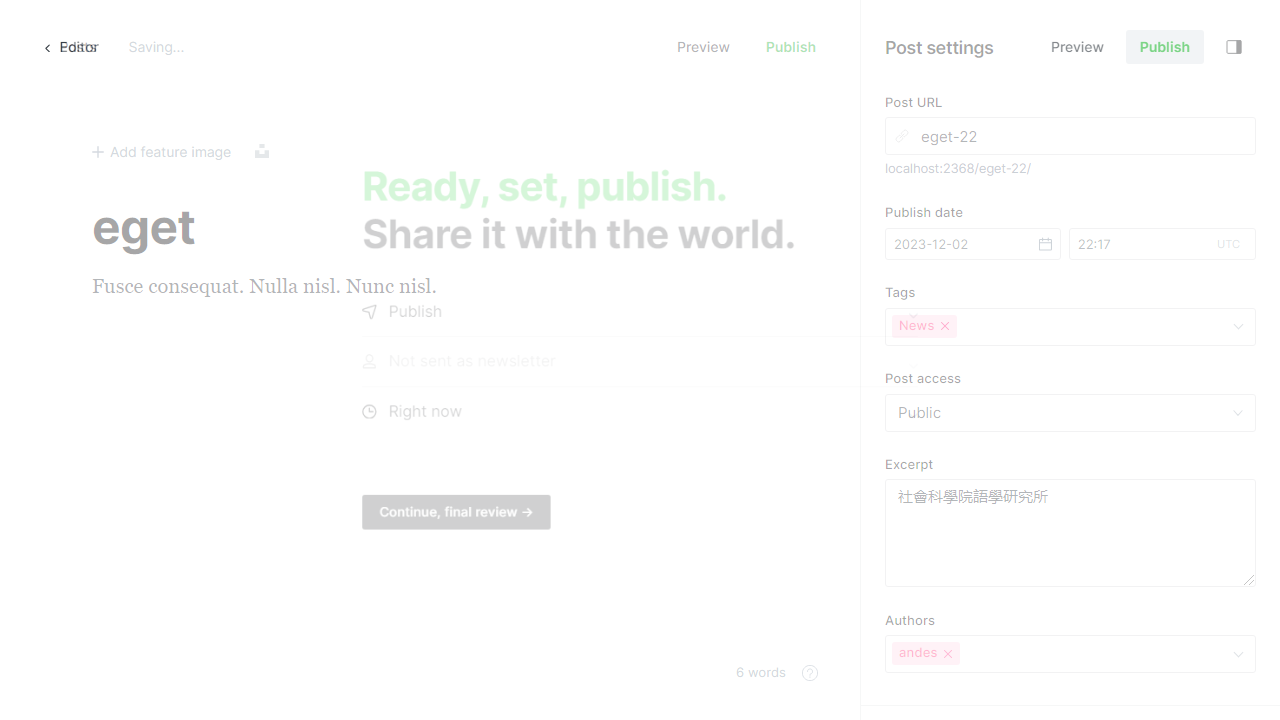 Saving...
Preview
Publish
Post settings
Preview
Publish
Add feature image
eget
Fusce consequat. Nulla nisl. Nunc nisl.
Ready, set, publish.
Share it with the world.
Publish
Not sent as newsletter
Right now
Continue, final review →
6 words
Post URL
eget-22
localhost:2368/eget-22/
Publish date
2023-12-02
22:17
UTC
Tags
News
Post access
Public
Excerpt
社會科學院語學研究所
Authors
andes